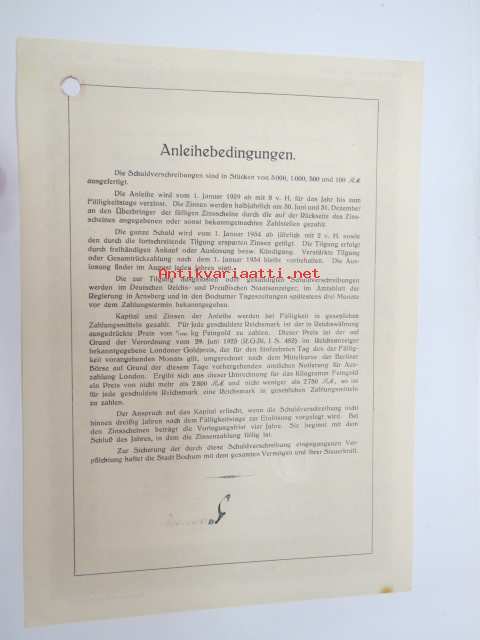 Anleihebedingungen.
Die Schuldverschreibungen sind in Stücken von 5000, 1000, 500 und 100 RM
ausgefertigt.
Die Anleihe wird vom 1. Januar 1929 ab mit 8 v. H. für das Jahr bis zum
Fälligkeitstage verzinst. Die Zinsen werden halbjährlich am 30. Juni und 31. Dezember
an den Überbringer der fälligen Zinsscheine durch die auf der Rückseite des Zins-
scheines angegebenen oder sonst bekanntgemachten Zahlstellen gezahlt.
Die ganze Schuld wird vom 1. Januar 1934 ab jährlich mit 2 v. H. sowie
den durch die fortschreitende Tilgung ersparten Zinsen getilgt. Die Tilgung erfolgt
durch freihändigen Ankauf oder Auslosung bezw. Kündigung. Verstärkte Tilgung
oder Gesamtrückzahlung nach dem 1. Januar 1934 bleibt vorbehalten. Die Aus-
losung findet im August jeden Jahres statt.
Antikvariaatti.net
Die zur Tilgung ausgelosten oder gekündigten Schuldverschreibungen
werden im Deutschen Reichs- und Preußischen Staatsanzeiger, im Amtsblatt der
Regierung in Arnsberg und in den Bochumer Tageszeitungen spätestens drei Monate
vor dem Zahlungstermin bekanntgegeben.
Kapital und Zinsen der Anleihe werden bei Fälligkeit in gesetzlichen
Zahlungsmitteln gezahlt. Für jede geschuldete Reichsmark ist der in Reichswährung
ausgedrückte Preis von kg Feingold zu zahlen. Dieser Preis ist der auf
Grund der Verordnung vom 29. Juni 1923 (R.G.Bl. I S. 482) im Reichsanzeiger
bekanntgegebene Londoner Goldpreis, der für den fünfzehnten Tag des der Fällig-
keit vorangehenden Monats gilt, umgerechnet nach dem Mittelkurse der Berliner
Börse auf Grund der diesem Tage vorhergehenden amtlichen Notierung für Aus-
zahlung London. Ergibt sich aus dieser Umrechnung für das Kilogramm Feingold
ein Preis von nicht mehr als 2800 RM und nicht weniger als 2780 RM, so ist
für jede geschuldete Reichsmark eine Reichsmark in gesetzlichen Zahlungsmitteln
zu zahlen.
Der Anspruch auf das Kapital erlischt, wenn die Schuldverschreibung nicht
binnen dreißig Jahren nach dem Fälligkeitstage zur Einlösung vorgelegt wird. Bei
den Zinsscheinen beträgt die Vorlegungsfrist vier Jahre. Sie beginnt mit dem
Schluß des Jahres, in dem die Zinszahlung fällig ist.
Zur Sicherung der durch diese Schuldverschreibung eingegangenen Ver-
pflichtung haftet die Stadt Bochum mit dem gesamten Vermögen und ihrer Steuerkraft.